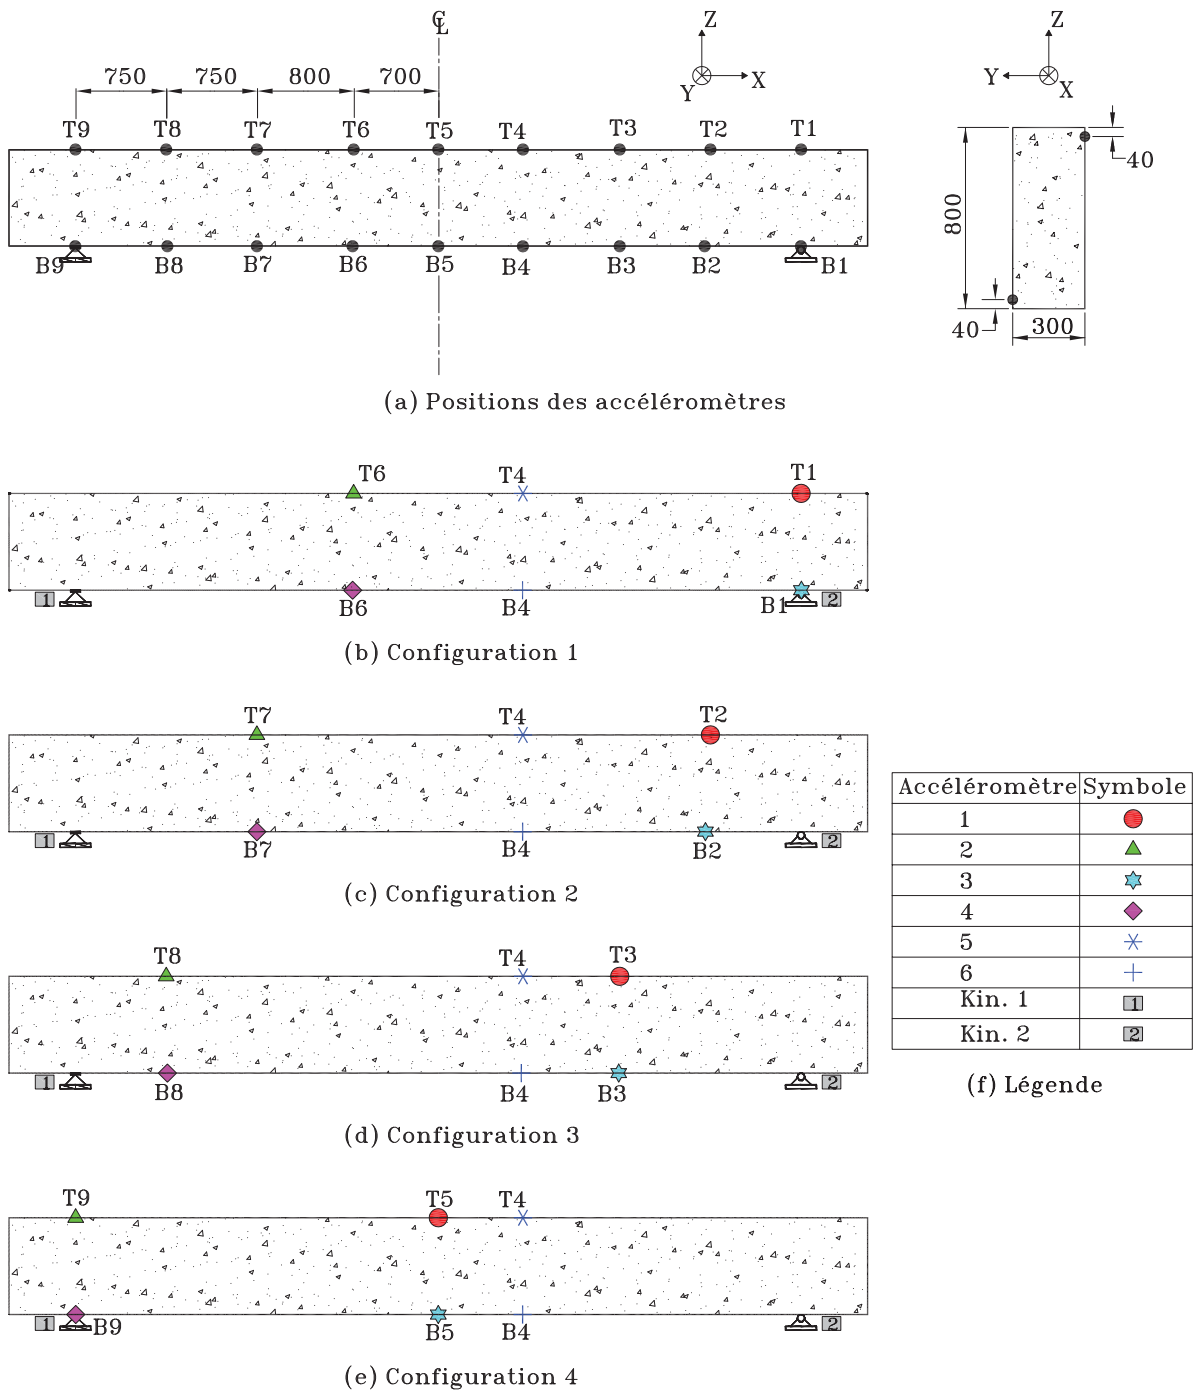 ℄
Z
X
Y
Z
Y
X
750 750 800 700
T9 T8 T7 T6 T5 T4 T3 T2 T1
B9 B8 B7 B6 B5 B4 B3 B2 B1
40
800
40
300
(a) Positions des accéléromètres
T6 T4 T1
1 B6 B4 B1 2
(b) Configuration 1
T7 T4 T2
1 B7 B4 B2 2
(c) Configuration 2
T8 T4 T3
1 B8 B4 B3 2
(d) Configuration 3
T9 T5 T4
1 B9 B5 B4 2
(e) Configuration 4
Accéléromètre Symbole
1
2
3
4
5
6
Kin. 1 1
Kin. 2 2
(f) Légende